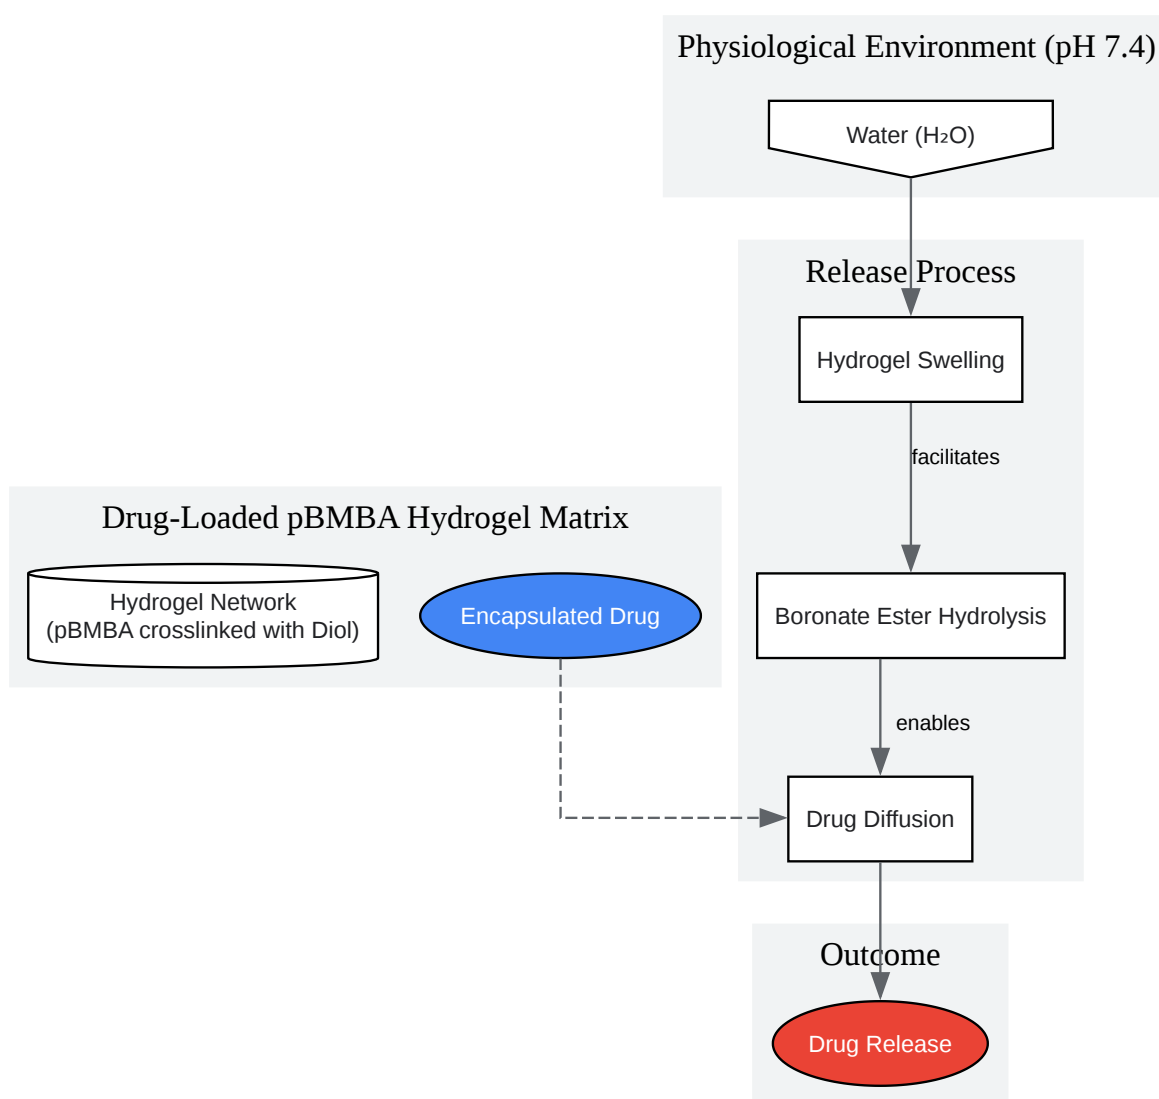 Physiological Environment (pH 7.4)
Water (H₂O)
Release Process
Hydrogel Swelling
facilitates
Drug-Loaded pBMBA Hydrogel Matrix
Hydrogel Network
(pBMBA crosslinked with Diol)
Encapsulated Drug
Boronate Ester Hydrolysis
enables
Drug Diffusion
Outcome
Drug Release